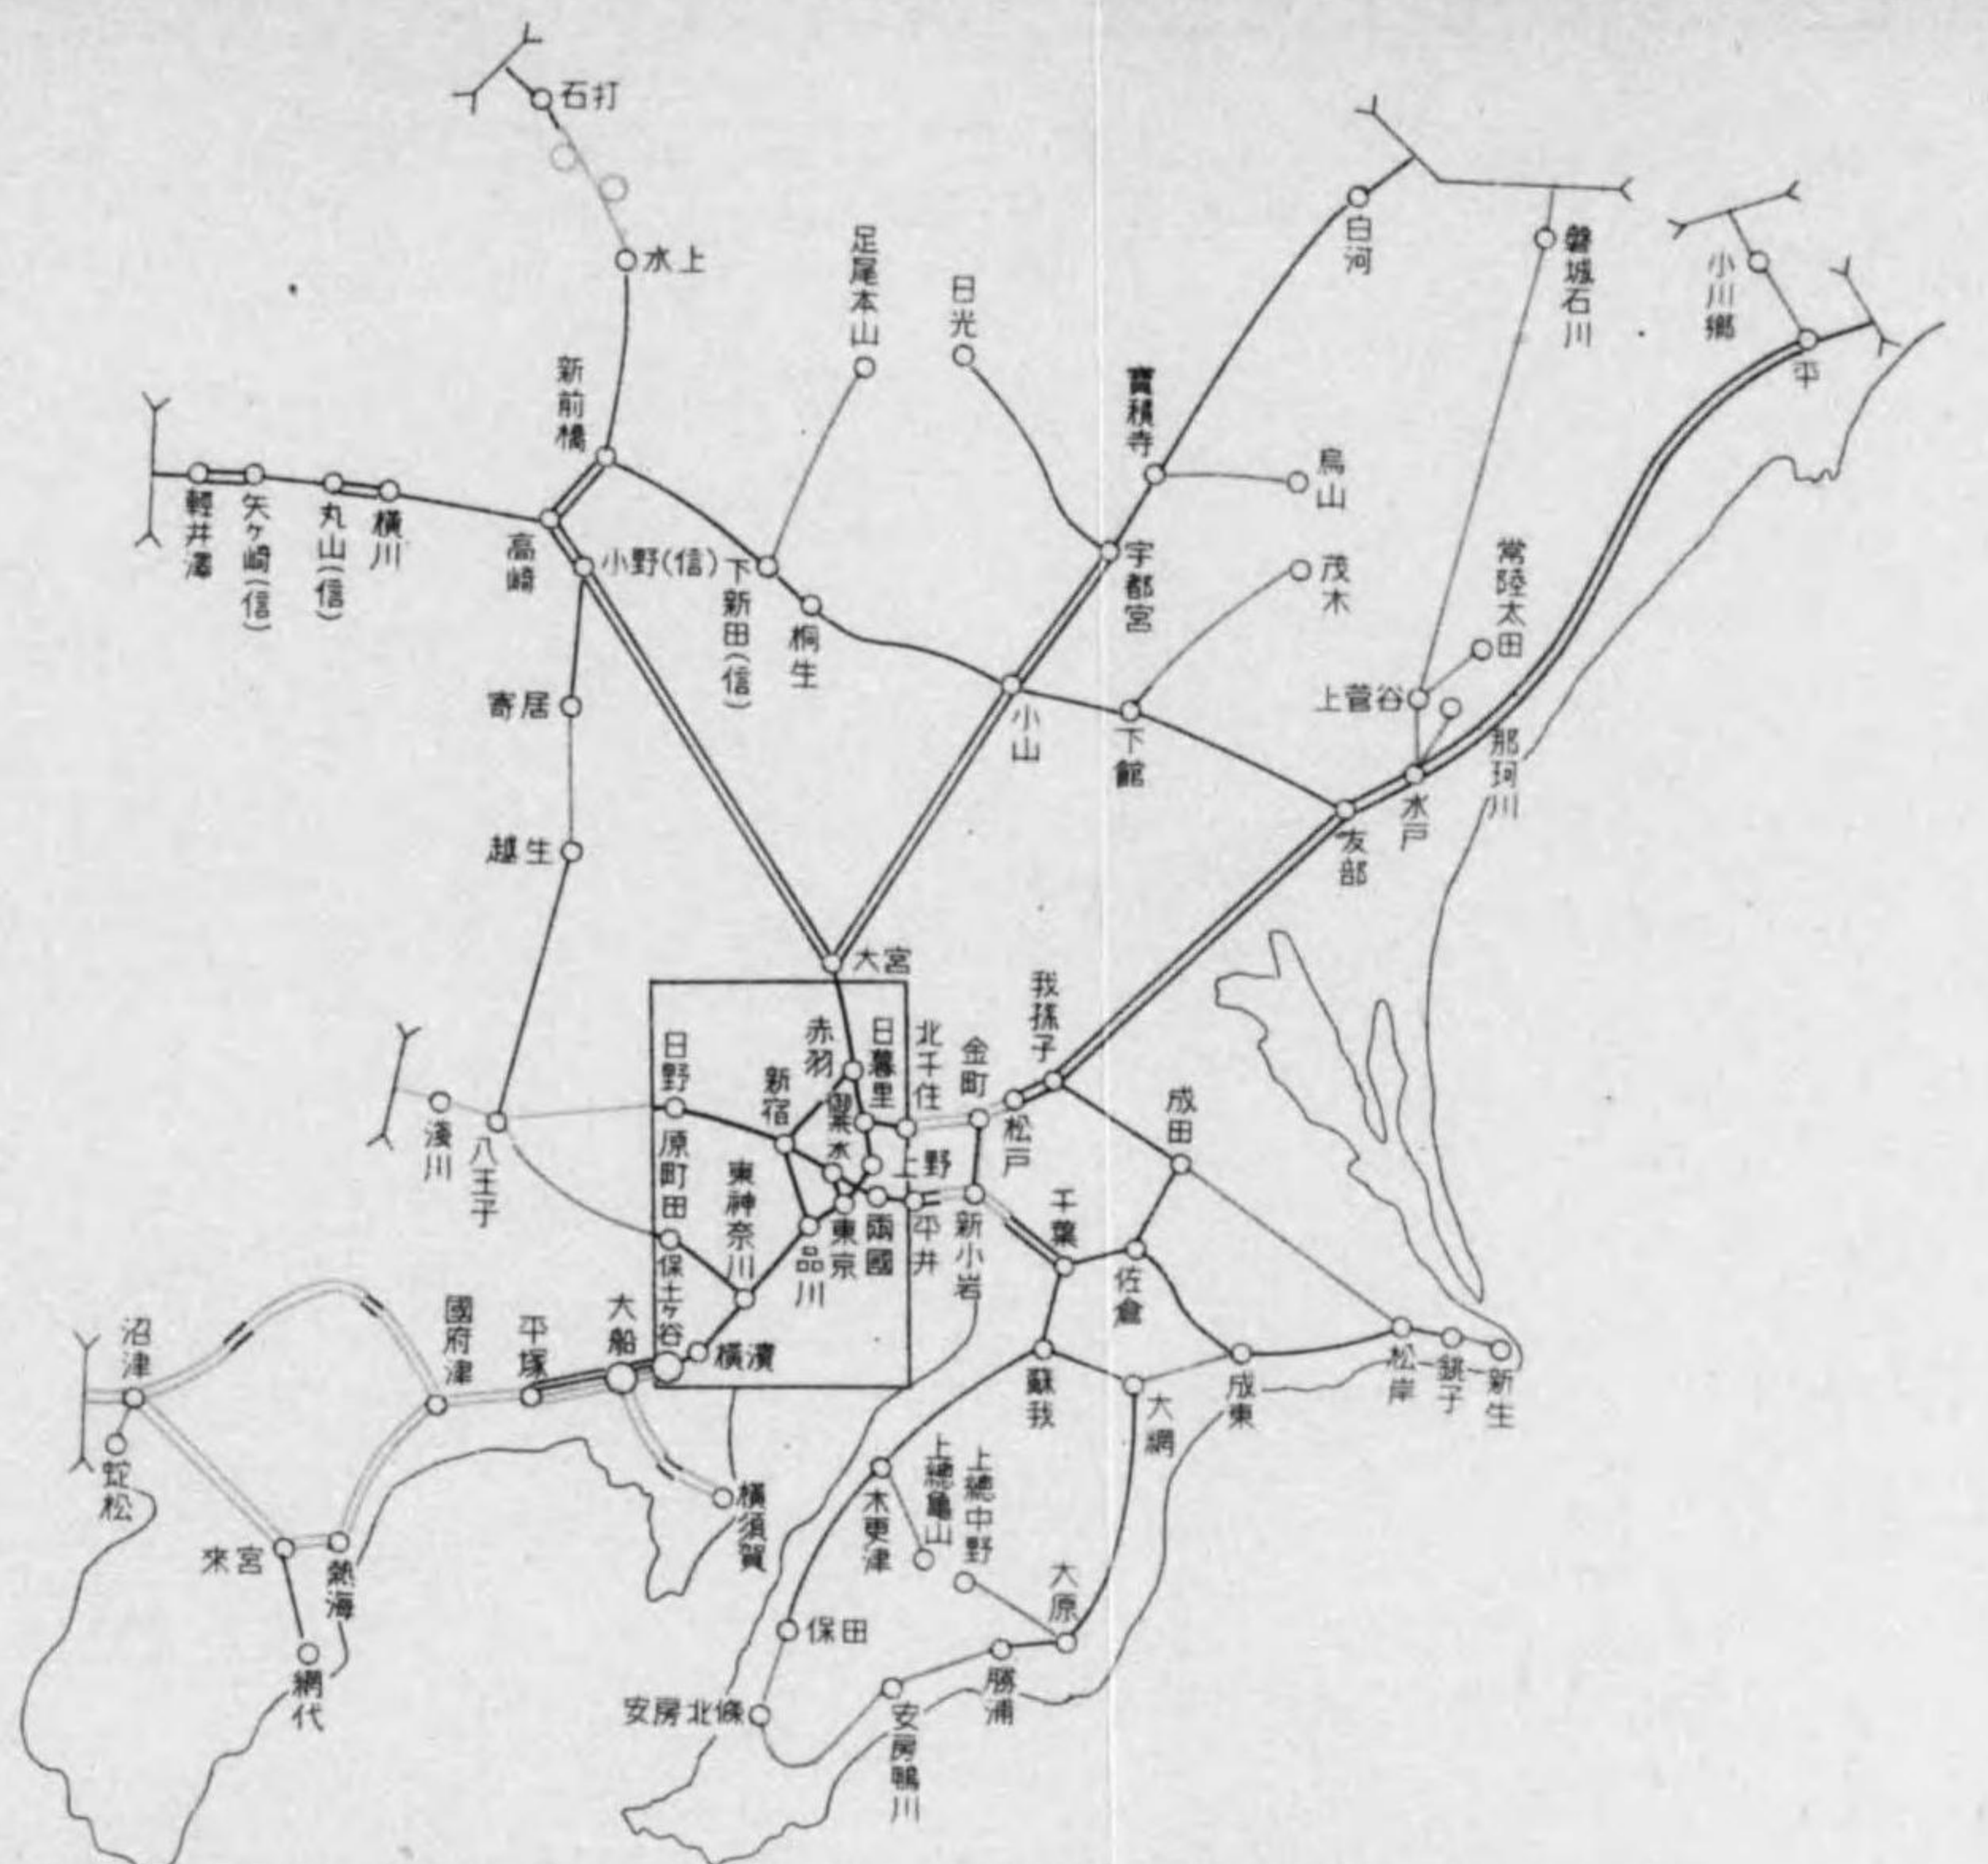 石打
水上
足尾本山
日光
白河
磐城石川
小川鄕
平
新前橋
寶積寺
烏山
輕井澤
矢ヶ崎(信)
丸山(信)
橫川
高崎
小野(信)
下新田(信)
桐生
宇都宮
茂木
常陸太田
寄居
小山
下館
上菅谷
那珂川
水戸
友部
越生
大宮
我孫子
赤羽
日暮里
北千住
金町
松戸
日野
新宿
御茶水
成田
淺川
八王子
原町田
東神奈川
上野
千葉
品川
東京
兩國
平井
新小岩
佐倉
沼津
國府津
平塚
大船
保土ヶ谷
橫濱
蘇我
大網
成東
松岸
銚子
新生
蛇松
橫須賀
木更津
上總龜山
上總中野
來宮
熱海
大原
保田
網代
安房北條
勝浦
安房鴨川